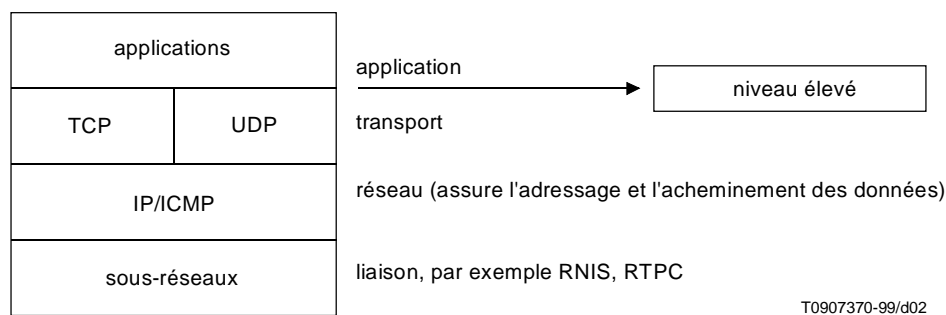 applications
application
niveau élevé
TCP
UDP
transport
IP/ICMP
réseau (assure l'adressage et l'acheminement des données)
sous-réseaux
liaison, par exemple RNIS, RTPC
T0907370-99/d02